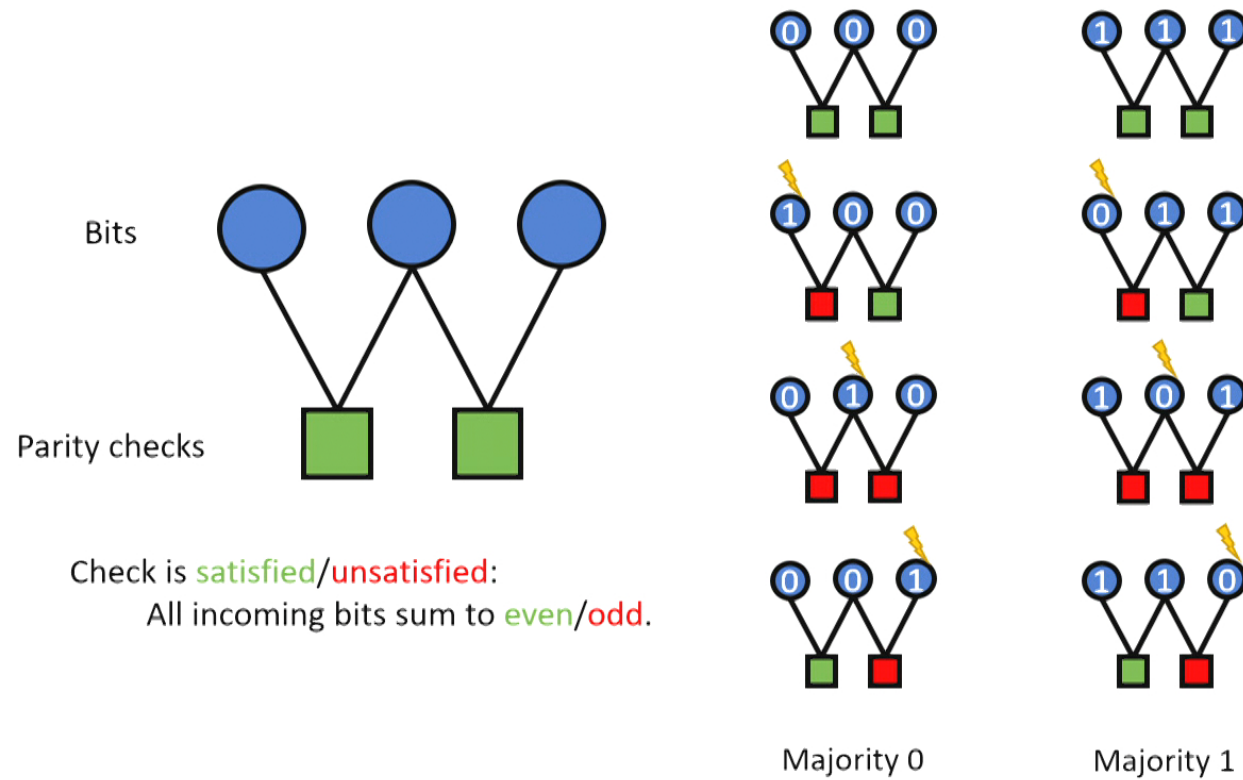 0 0 0
1 1 1
1 0 0
0 1 1
Bits
0 1 0
1 0 1
Parity checks
Check is satisfied/unsatisfied:
All incoming bits sum to even/odd.
0 0 1
1 1 0
Majority 0
Majority 1